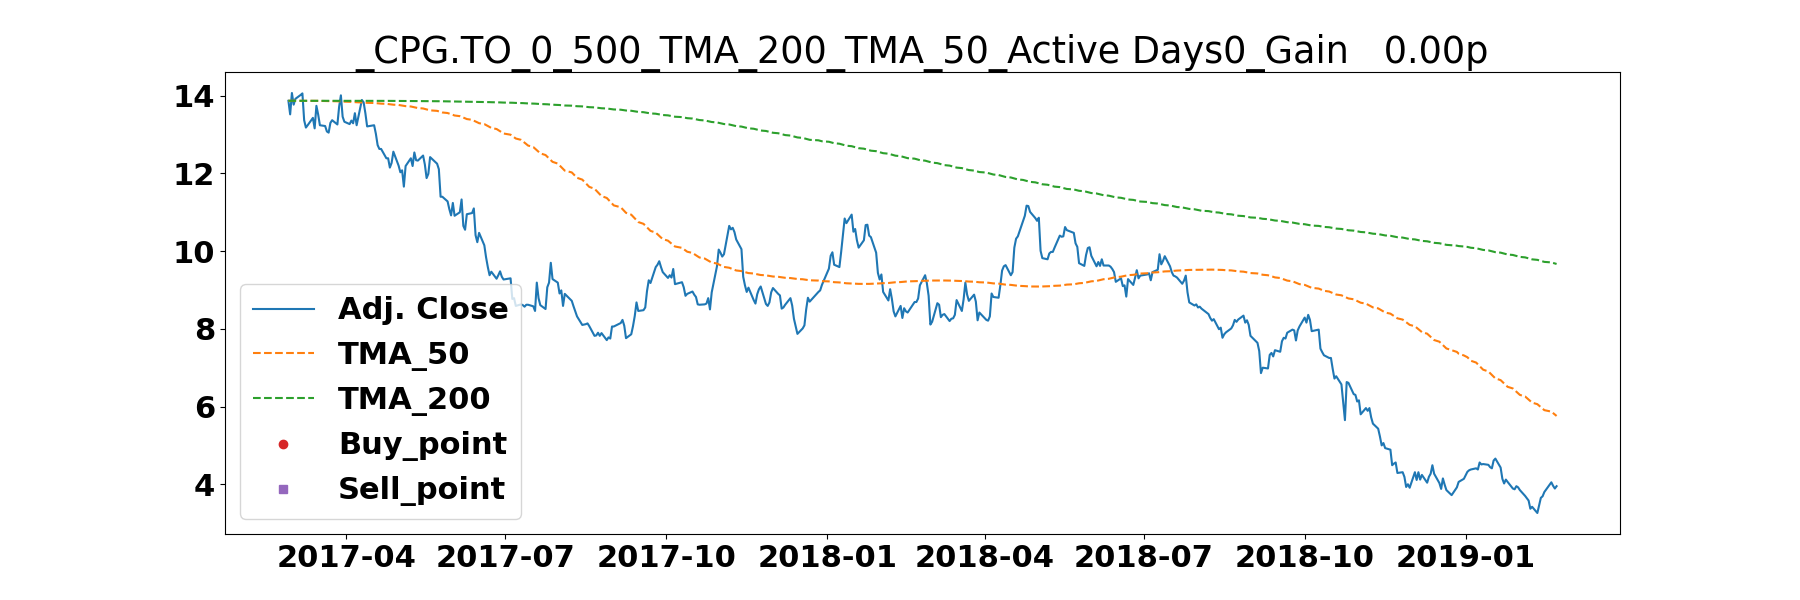 _CPG.TO_0_500_TMA_200_TMA_50_Active Days0_Gain   0.00p
14
12
10
8
6
4
Adj. Close
TMA_50
TMA_200
Buy_point
Sell_point
2017-04 2017-07 2017-10 2018-01 2018-04 2018-07 2018-10 2019-01